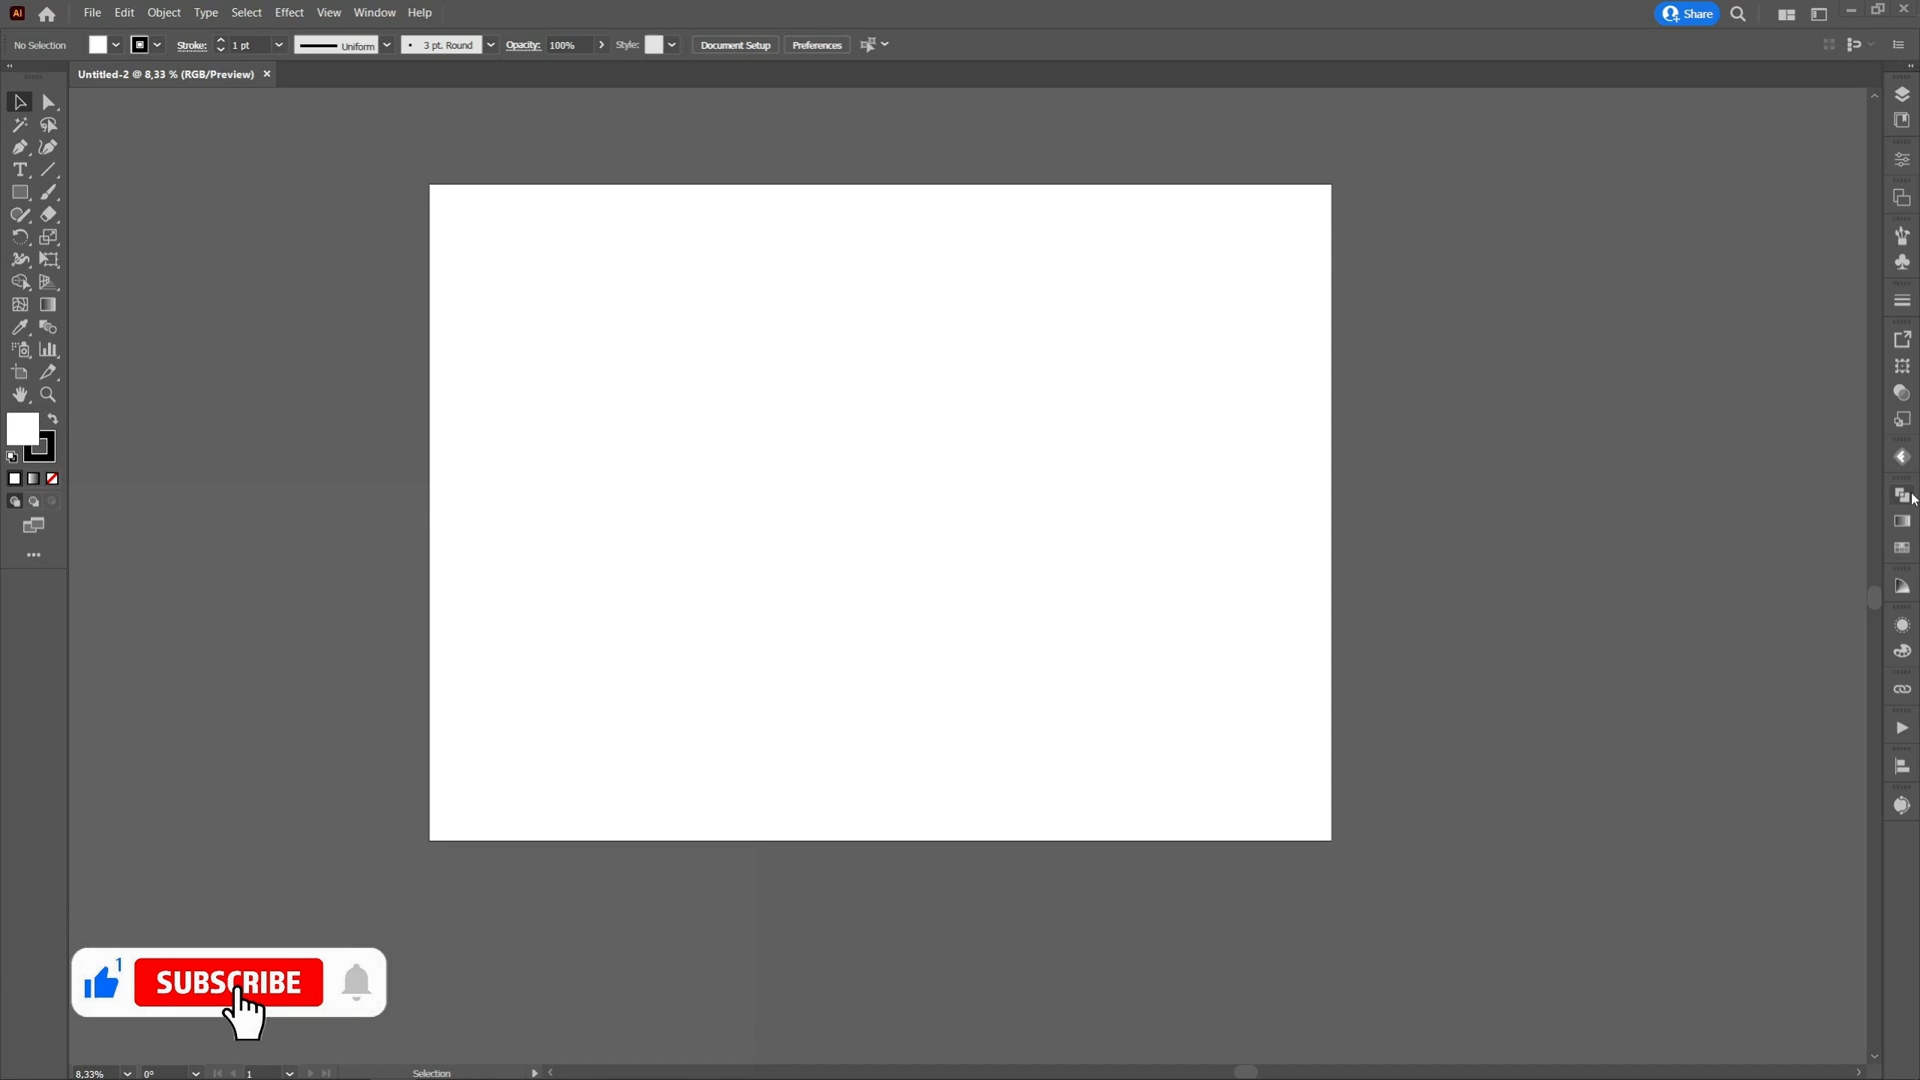 Ai File Edit Object Type Select Effect View Window Help Share
No Selection Stroke: 1 pt Uniform 3 pt. Round Opacity: 100% Style: Document Setup Preferences
Untitled-2 @ 8,33 % (RGB/Preview) ×
T
1
SUBSCRIBE
8,33% 0° 1 Selection